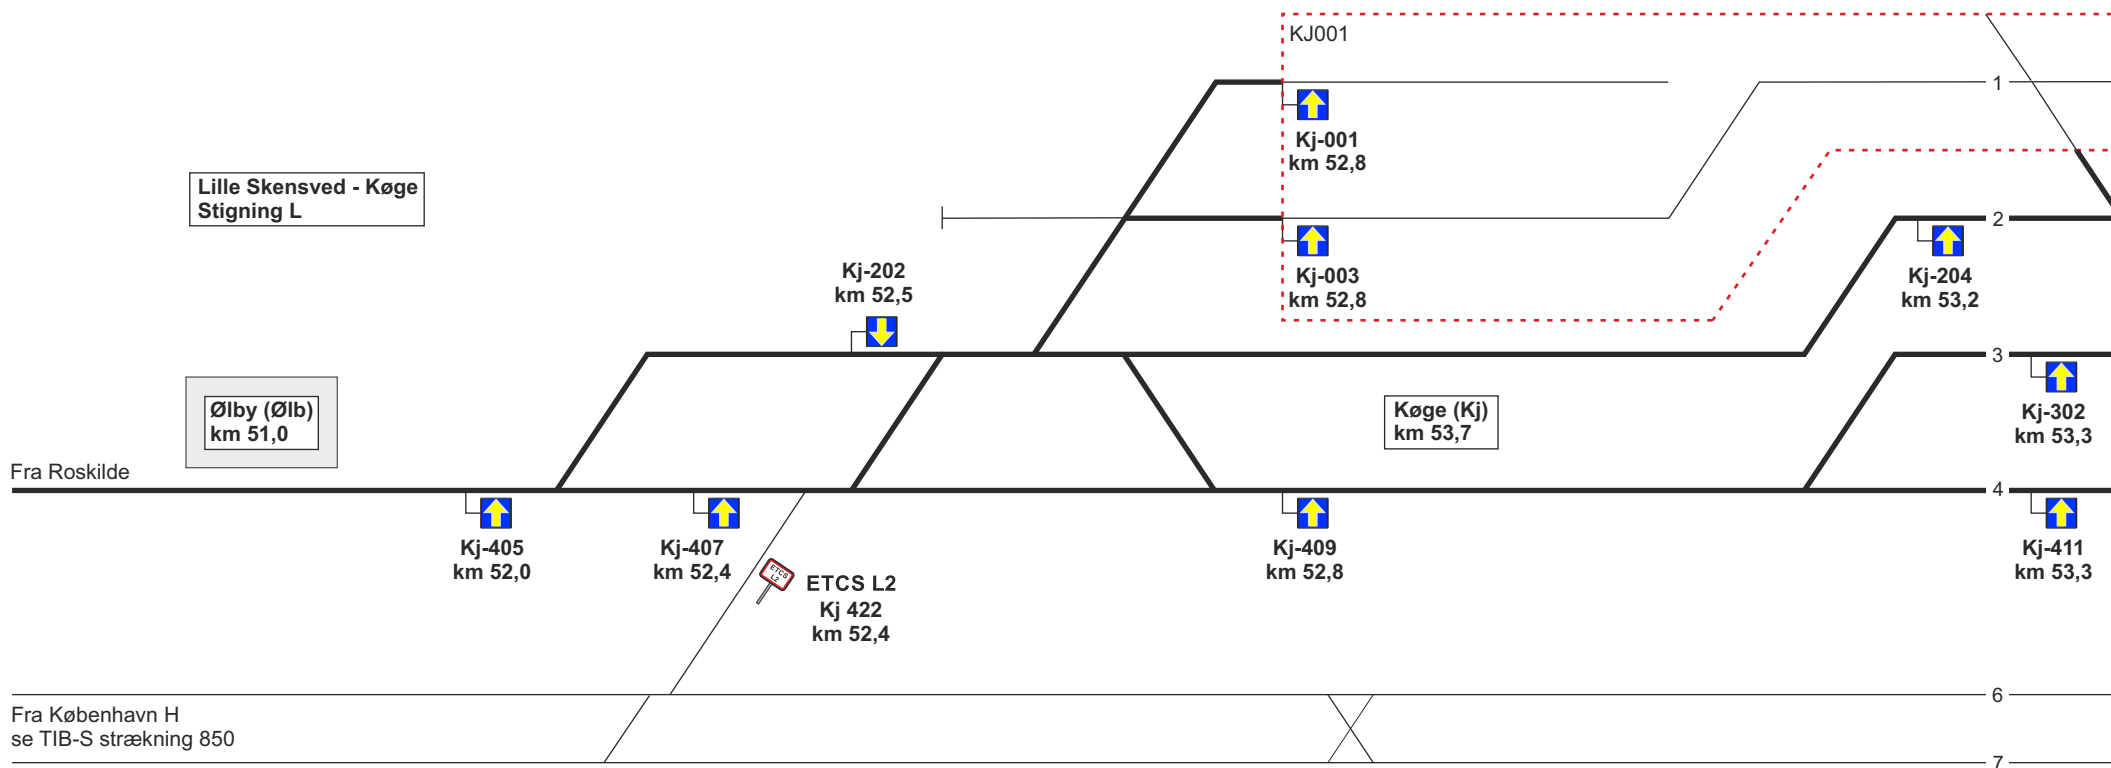 KJ001
1
Kj-001
km 52,8
Lille Skensved - Køge
Stigning L
2
Kj-202
km 52,5
Kj-003
km 52,8
Kj-204
km 53,2
3
Ølby (Ølb)
km 51,0
Køge (Kj)
km 53,7
Kj-302
km 53,3
Fra Roskilde
4
Kj-405
km 52,0
Kj-407
km 52,4
Kj-409
km 52,8
Kj-411
km 53,3
ETCS
L2
ETCS L2
Kj 422
km 52,4
6
Fra København H
se TIB-S strækning 850
7